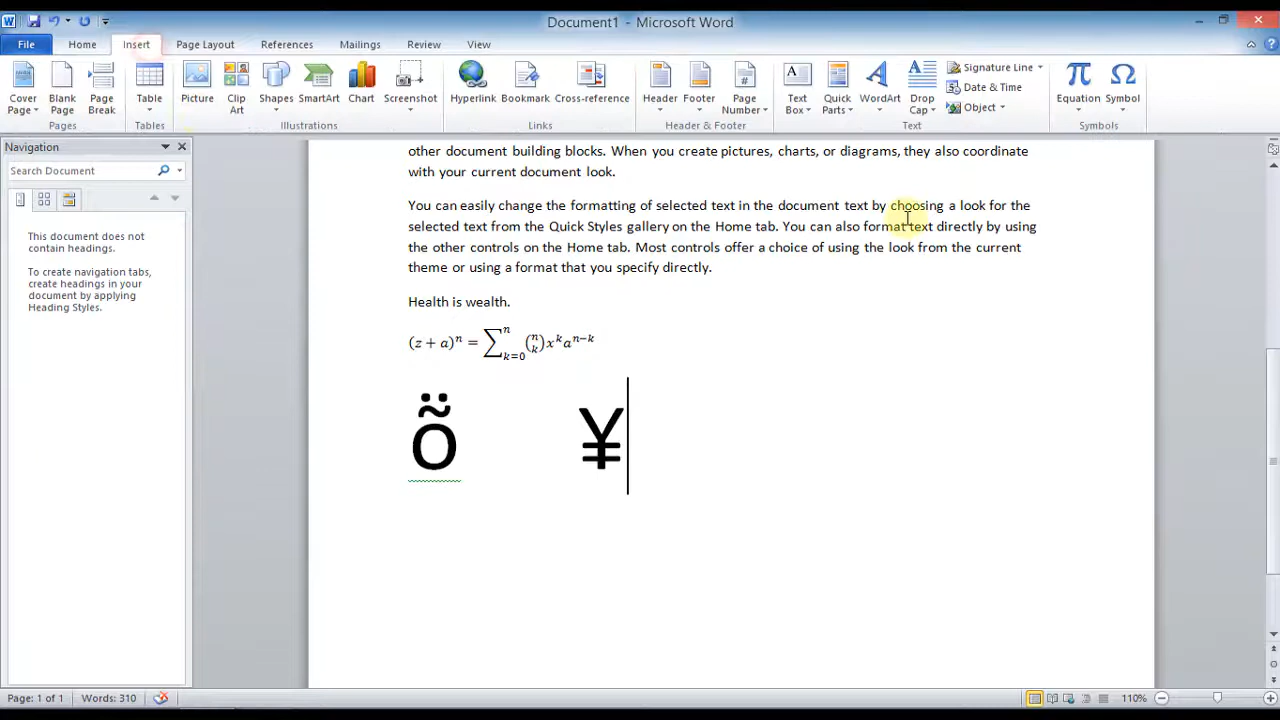 Document1 - Microsoft Word
File Home Insert Page Layout References Mailings Review View
Cover Page Blank Page Page Break Table Picture Clip Art Shapes SmartArt Chart Screenshot Hyperlink Bookmark Cross-reference Header Footer Page Number Text Box Quick Parts WordArt Drop Cap Signature Line Date & Time Object Equation Symbol
Pages Tables Illustrations Links Header & Footer Text Symbols
Navigation
Search Document
This document does not
contain headings.
To create navigation tabs,
create headings in your
document by applying
Heading Styles.
other document building blocks. When you create pictures, charts, or diagrams, they also coordinate
with your current document look.
You can easily change the formatting of selected text in the document text by choosing a look for the
selected text from the Quick Styles gallery on the Home tab. You can also format text directly by using
the other controls on the Home tab. Most controls offer a choice of using the look from the current
theme or using a format that you specify directly.
Health is wealth.
(z + a)ⁿ = ∑ₖ₌₀ⁿ (n k) xᵏaⁿ⁻ᵏ
ȭ̈ ¥
Page: 1 of 1 Words: 310 110%